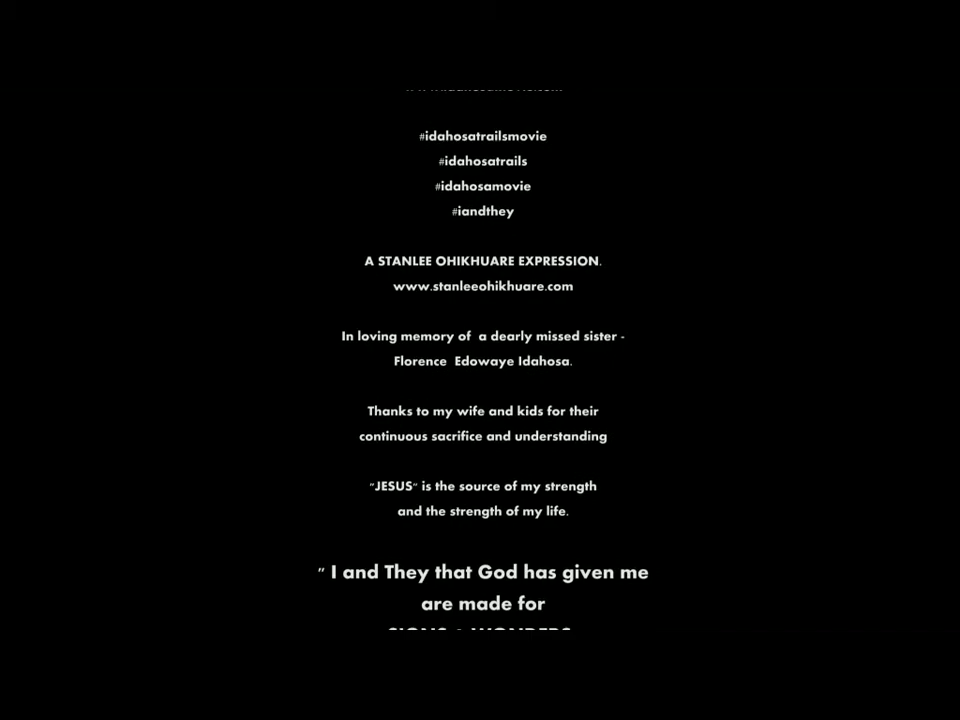 #idahosatrailsmovie
#idahosatrails
#idahosamovie
#iandthey
A STANLEE OHIKHUARE EXPRESSION.
www.stanleeohikhuare.com
In loving memory of a dearly missed sister -
Florence Edowaye Idahosa.
Thanks to my wife and kids for their
continuous sacrifice and understanding
"JESUS" is the source of my strength
and the strength of my life.
" I and They that God has given me
are made for